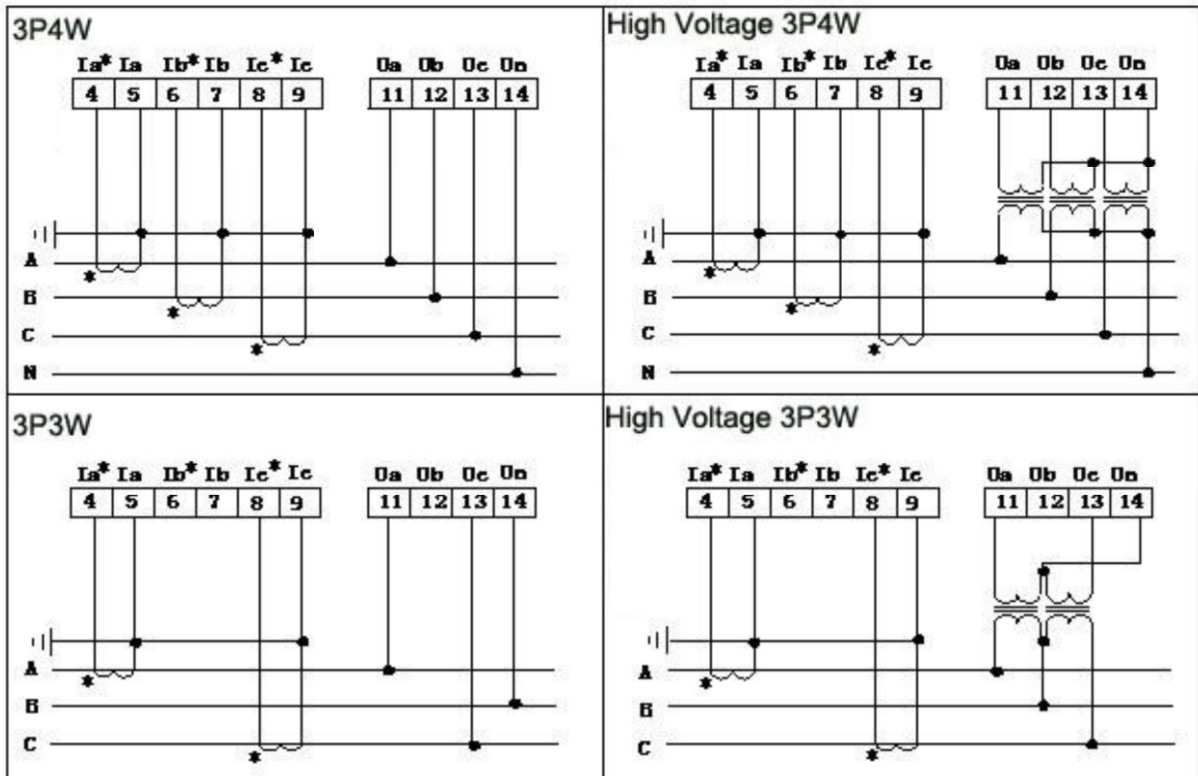 3P4W
Ia* Ia Ib* Ib Ic* Ic Ua Ub Uc Un
4 5 6 7 8 9 11 12 13 14
A
*
B
*
C
*
N
High Voltage 3P4W
Ia* Ia Ib* Ib Ic* Ic Ua Ub Uc Un
4 5 6 7 8 9 11 12 13 14
A
*
B
*
C
*
N
3P3W
Ia* Ia Ib* Ib Ic* Ic Ua Ub Uc Un
4 5 6 7 8 9 11 12 13 14
A
*
B
C
*
High Voltage 3P3W
Ia* Ia Ib* Ib Ic* Ic Ua Ub Uc Un
4 5 6 7 8 9 11 12 13 14
A
*
B
C
*